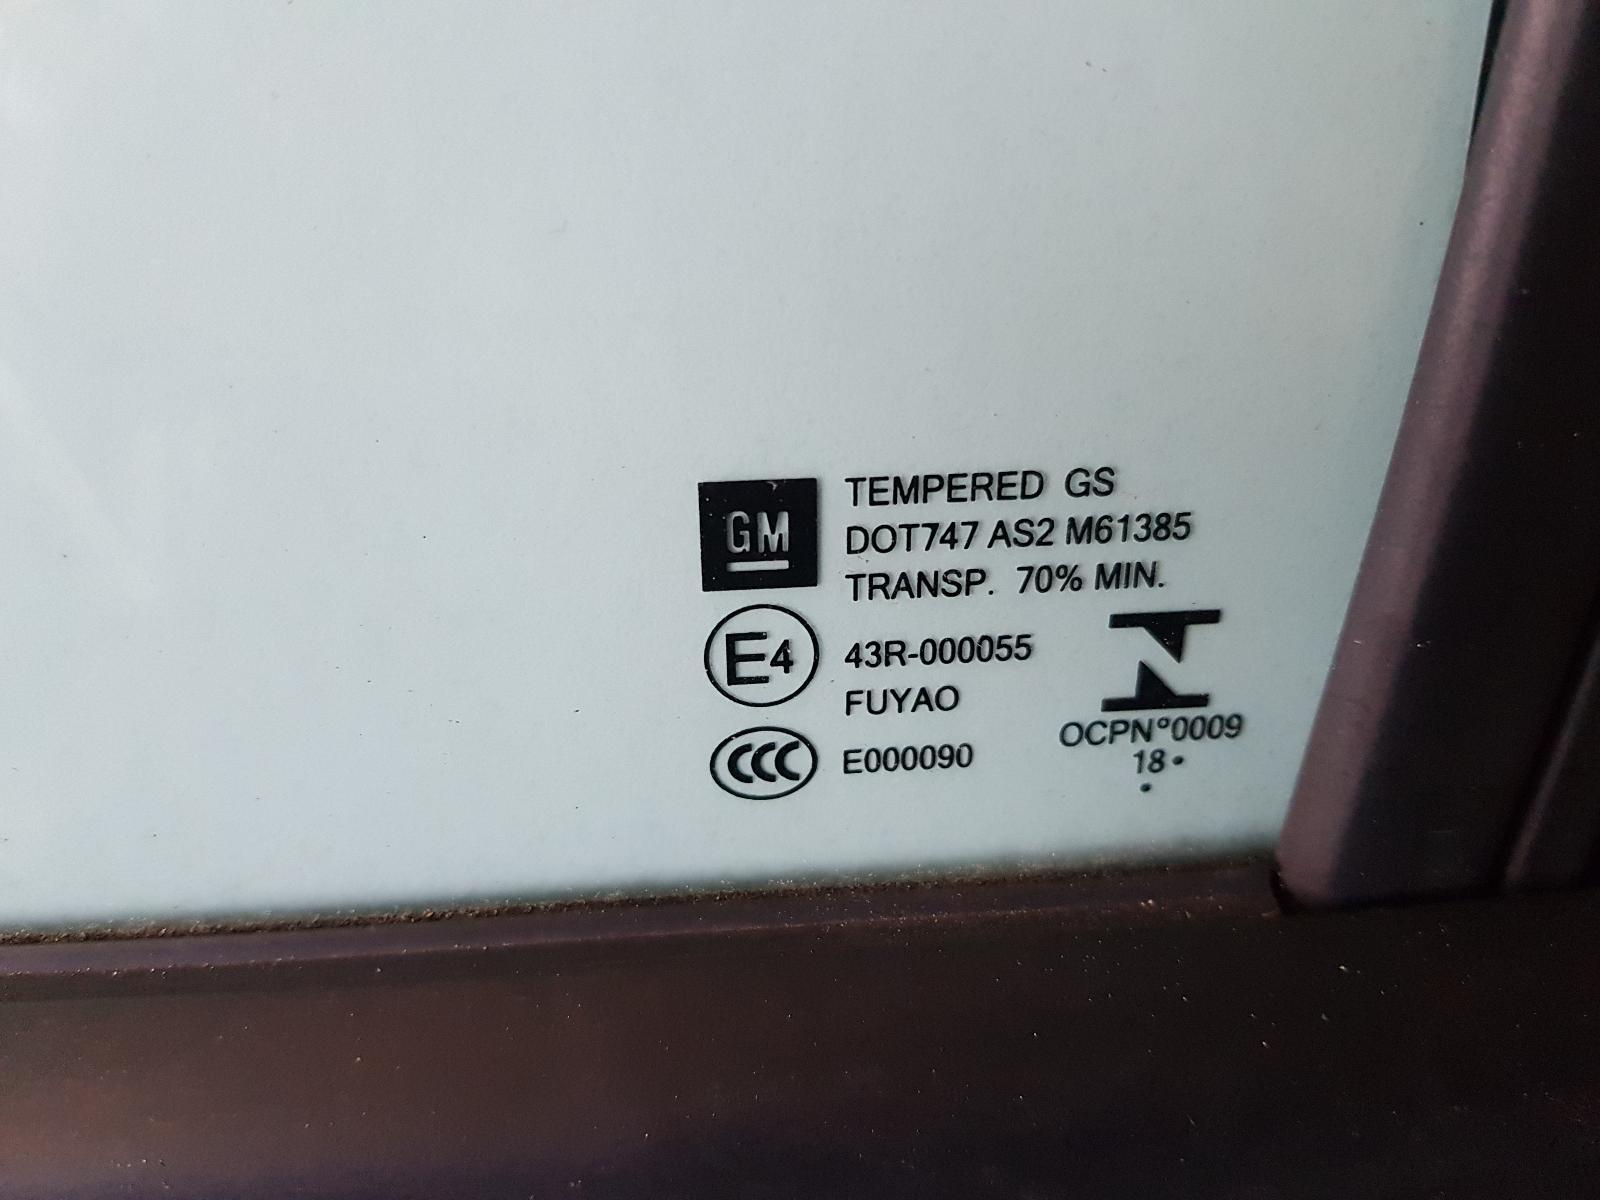 GM
TEMPERED GS
DOT747 AS2 M61385
TRANSP. 70% MIN.
E4
43R-000055
FUYAO
CCC
E000090
OCPN°0009
18•
•